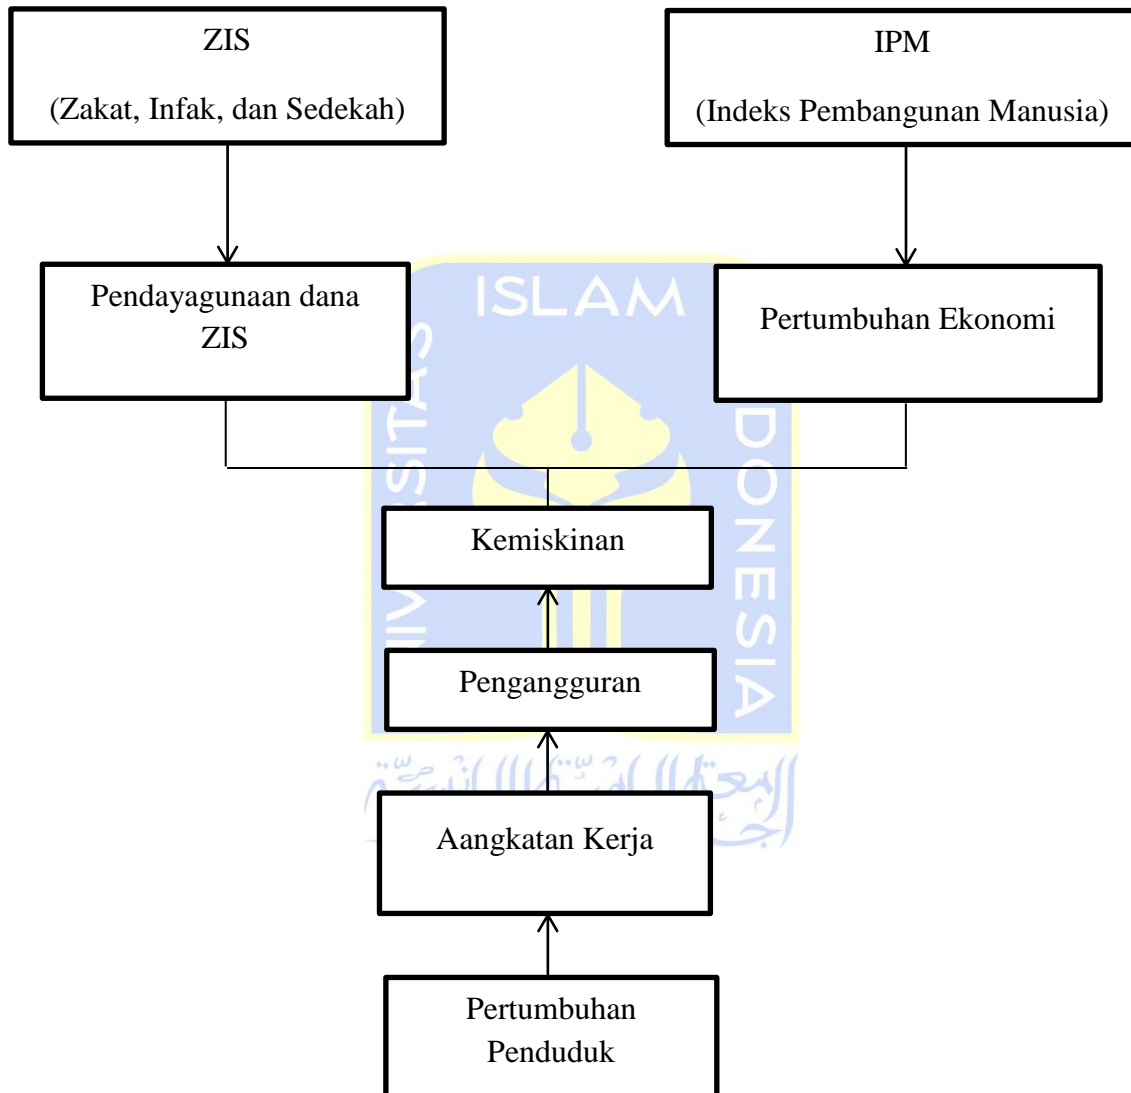 ZIS
(Zakat, Infak, dan Sedekah)
IPM
(Indeks Pembangunan Manusia)
Pendayagunaan dana
ZIS
Pertumbuhan Ekonomi
ISLAM
Kemiskinan
Pengangguran
Aangkatan Kerja
Pertumbuhan
Penduduk